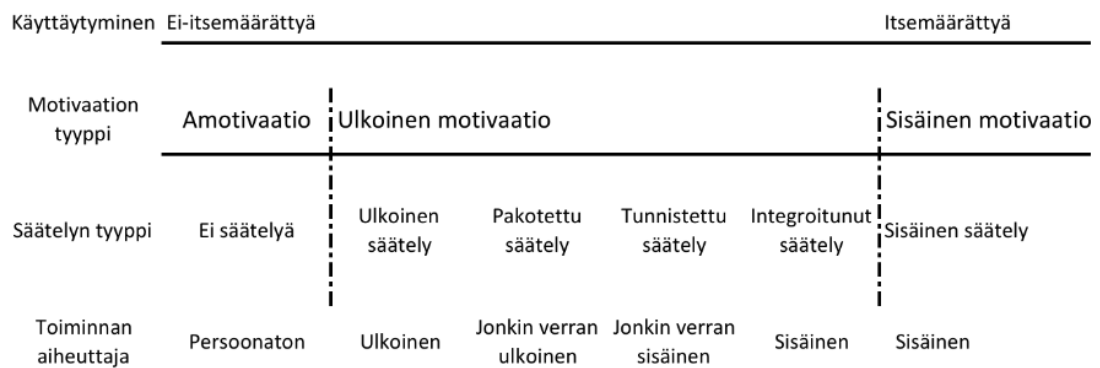 Käyttäytyminen Ei-itsemäärättyä Itsemäärättyä
Motivaation
tyyppi
Amotivaatio Ulkoinen motivaatio Sisäinen motivaatio
Säätelyn tyyppi Ei säätelyä Ulkoinen säätely Pakotettu säätely Tunnistettu säätely Integroitunut säätely Sisäinen säätely
Toiminnan
aiheuttaja
Persoonaton Ulkoinen Jonkin verran ulkoinen Jonkin verran sisäinen Sisäinen Sisäinen